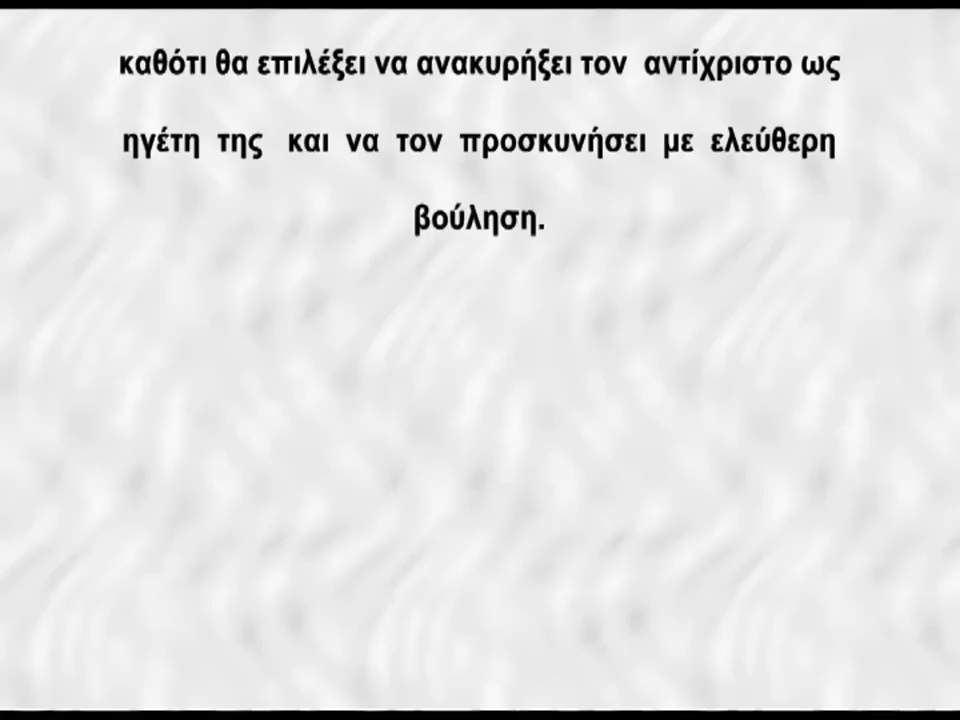 καθότι θα επιλέξει να ανακυρήξει τον αντίχριστο ως
ηγέτη της και να τον προσκυνήσει με ελεύθερη
βούληση.